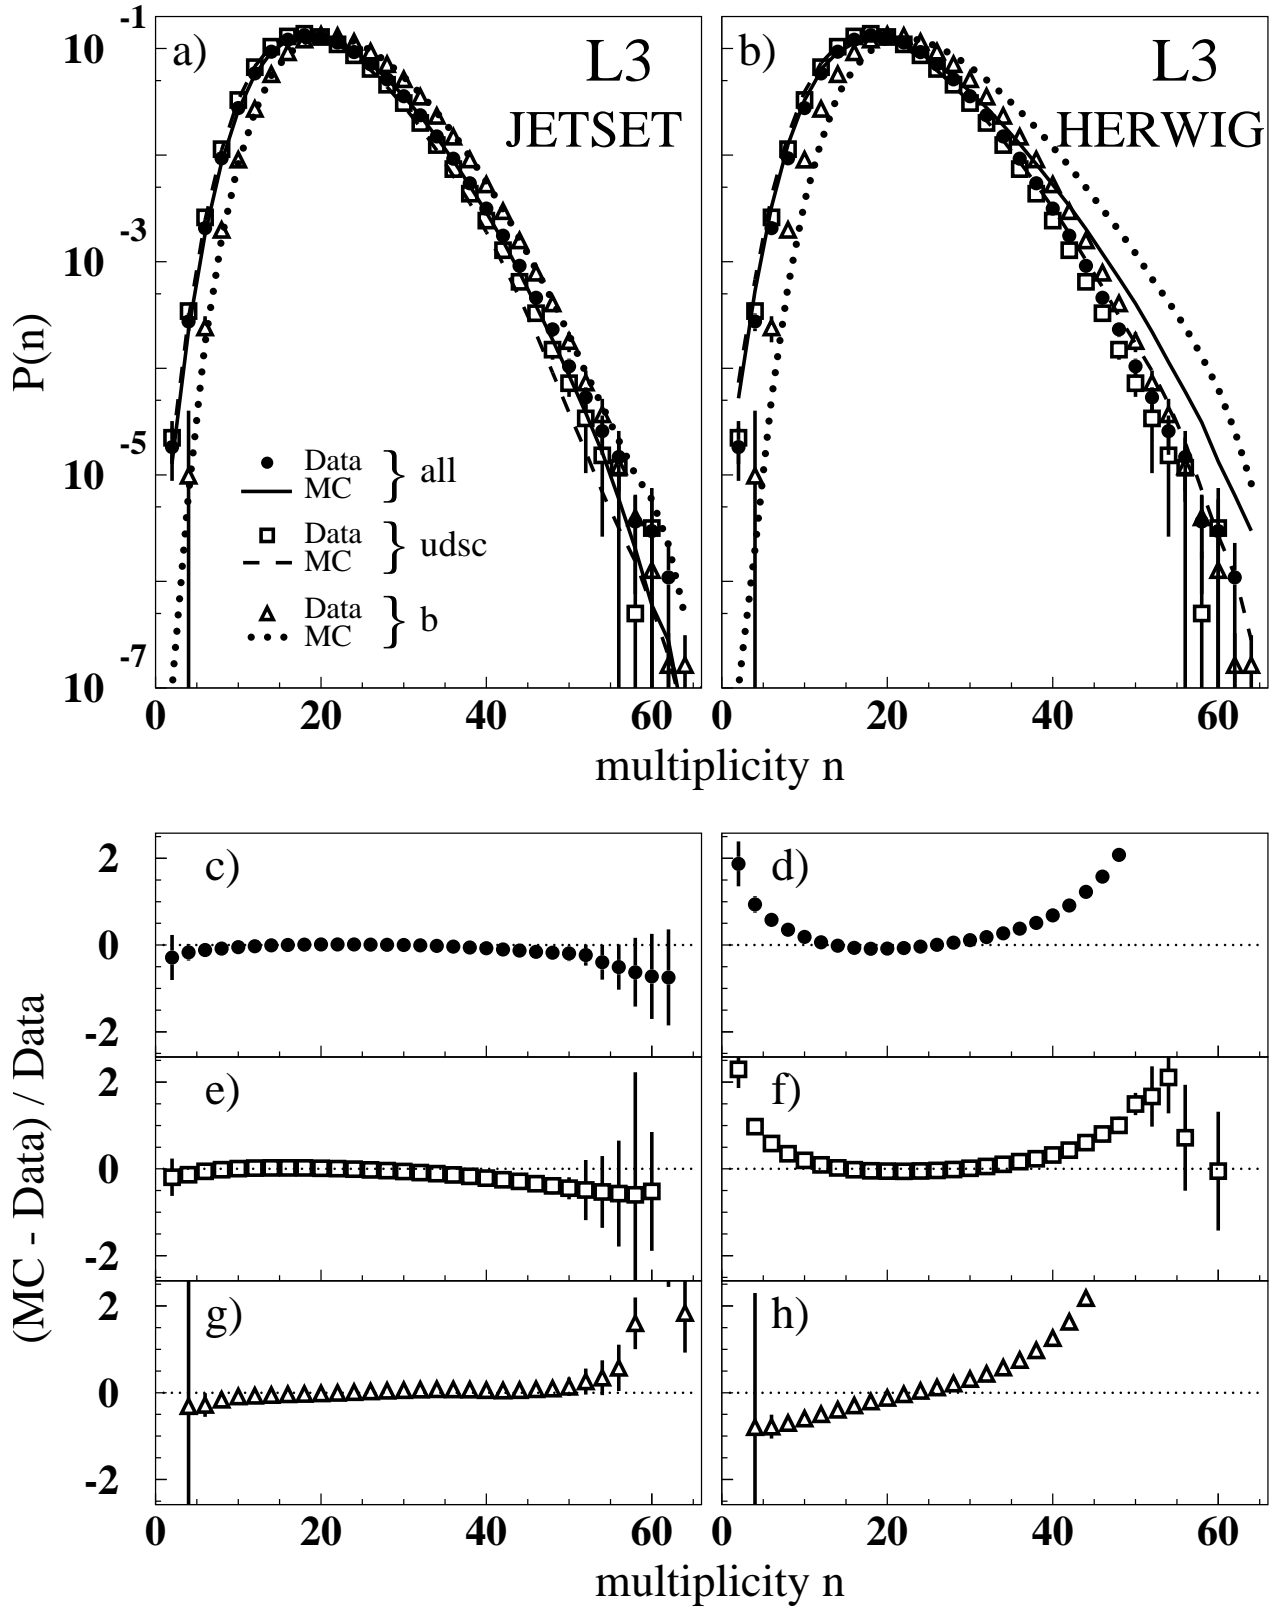 a) L3
JETSET
b) L3
HERWIG
10 -1
10 -3
10 -5
10 -7
P(n)
Data
MC } all
Data
MC } udsc
Data
MC } b
0 20 40 60
0 20 40 60
multiplicity n
multiplicity n
c)
d)
2
0
-2
e)
f)
2
0
-2
g)
h)
2
0
-2
(MC - Data) / Data
0 20 40 60
0 20 40 60
multiplicity n
multiplicity n